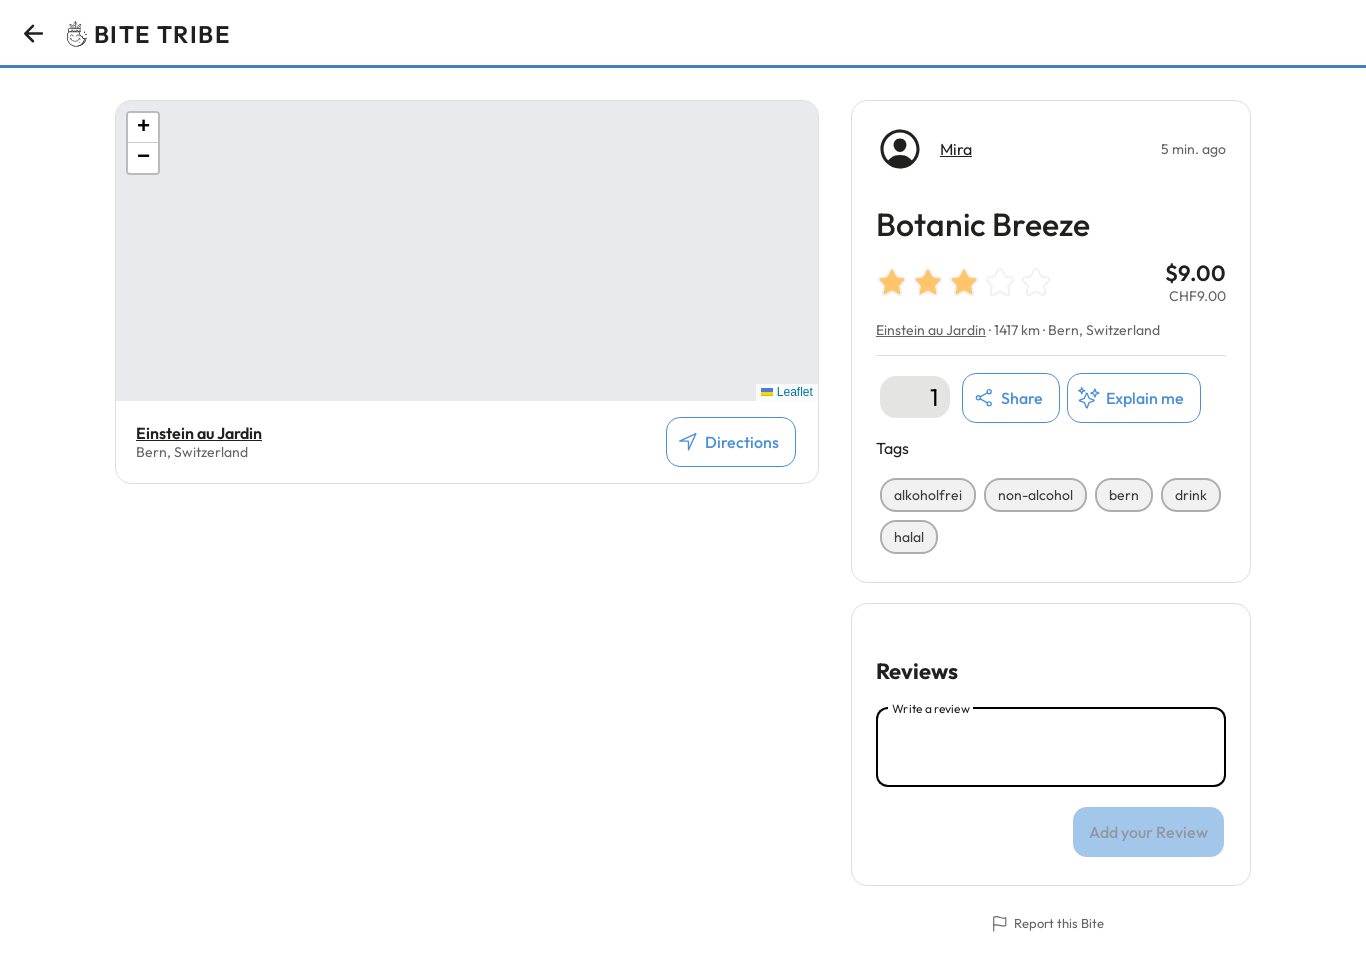 BITE TRIBE
+
−
Leaflet
Einstein au Jardin
Bern, Switzerland
Directions
Mira
5 min. ago
Botanic Breeze
$9.00
CHF9.00
Einstein au Jardin · 1417 km · Bern, Switzerland
1
Share
Explain me
Tags
alkoholfrei
non-alcohol
bern
drink
halal
Reviews
Write a review
Add your Review
Report this Bite